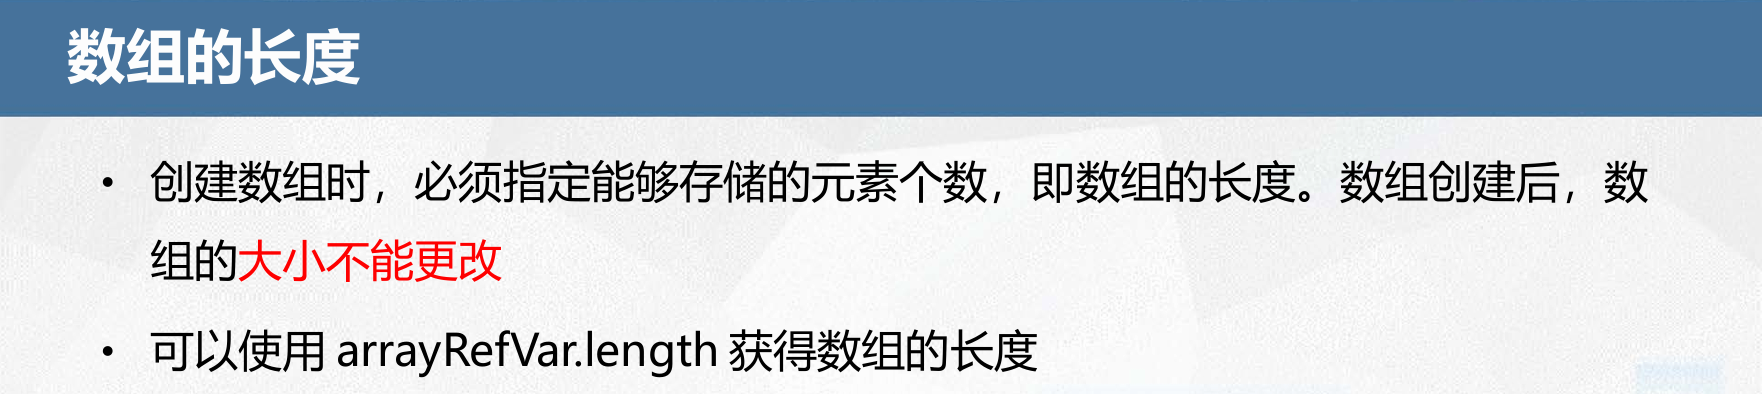 数组的长度
• 创建数组时，必须指定能够存储的元素个数，即数组的长度。数组创建后，数
组的大小不能更改
• 可以使用 arrayRefVar.length 获得数组的长度